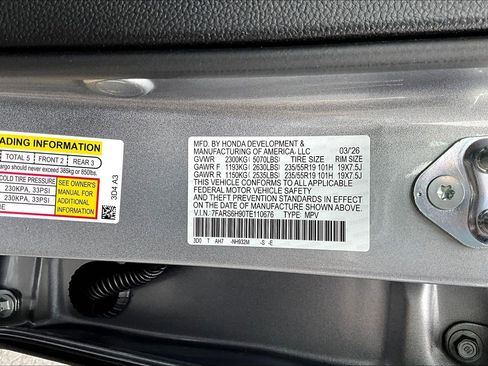 ADING INFORMATION
TOTAL 5 FRONT 2 REAR 3
argo should never exceed 385kg or 850lbs.
COLD TIRE PRESSURE
230KPA, 33PSI
230KPA, 33PSI
SEE OWNER'S
MANUAL FOR
ADDITIONAL
INFORMATION
3D4 A3
MFD. BY HONDA DEVELOPMENT &
MANUFACTURING OF AMERICA, LLC 03/'26
GVWR 2300KG( 5070LBS) TIRE SIZE RIM SIZE
GAWR F 1193KG( 2630LBS) 235/55R19 101H 19X7.5J
GAWR R 1150KG( 2535LBS) 235/55R19 101H 19X7.5J
THIS VEHICLE CONFORMS TO ALL APPLICABLE
FEDERAL MOTOR VEHICLE SAFETY
AND THEFT PREVENTION STANDARDS IN EFFECT
ON THE DATE OF MANUFACTURE SHOWN ABOVE.
V.I.N.: 7FARS6H90TE110676 TYPE: MPV
3D0 T AH7 -NH932M -S -E